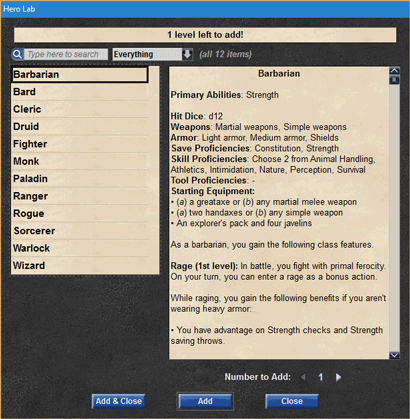 Hero Lab
1 level left to add!
Type here to search
Everything
(all 12 items)
Barbarian
Bard
Cleric
Druid
Fighter
Monk
Paladin
Ranger
Rogue
Sorcerer
Warlock
Wizard
Barbarian
Primary Abilities: Strength
Hit Dice: d12
Weapons: Martial weapons, Simple weapons
Armor: Light armor, Medium armor, Shields
Save Proficiencies: Constitution, Strength
Skill Proficiencies: Choose 2 from Animal Handling,
Athletics, Intimidation, Nature, Perception, Survival
Tool Proficiencies: -
Starting Equipment:
• (a) a greataxe or (b) any martial melee weapon
• (a) two handaxes or (b) any simple weapon
• An explorer's pack and four javelins
As a barbarian, you gain the following class features.
Rage (1st level): In battle, you fight with primal ferocity.
On your turn, you can enter a rage as a bonus action.
While raging, you gain the following benefits if you aren't
wearing heavy armor:
• You have advantage on Strength checks and Strength
saving throws.
Number to Add: 1
Add & Close
Add
Close